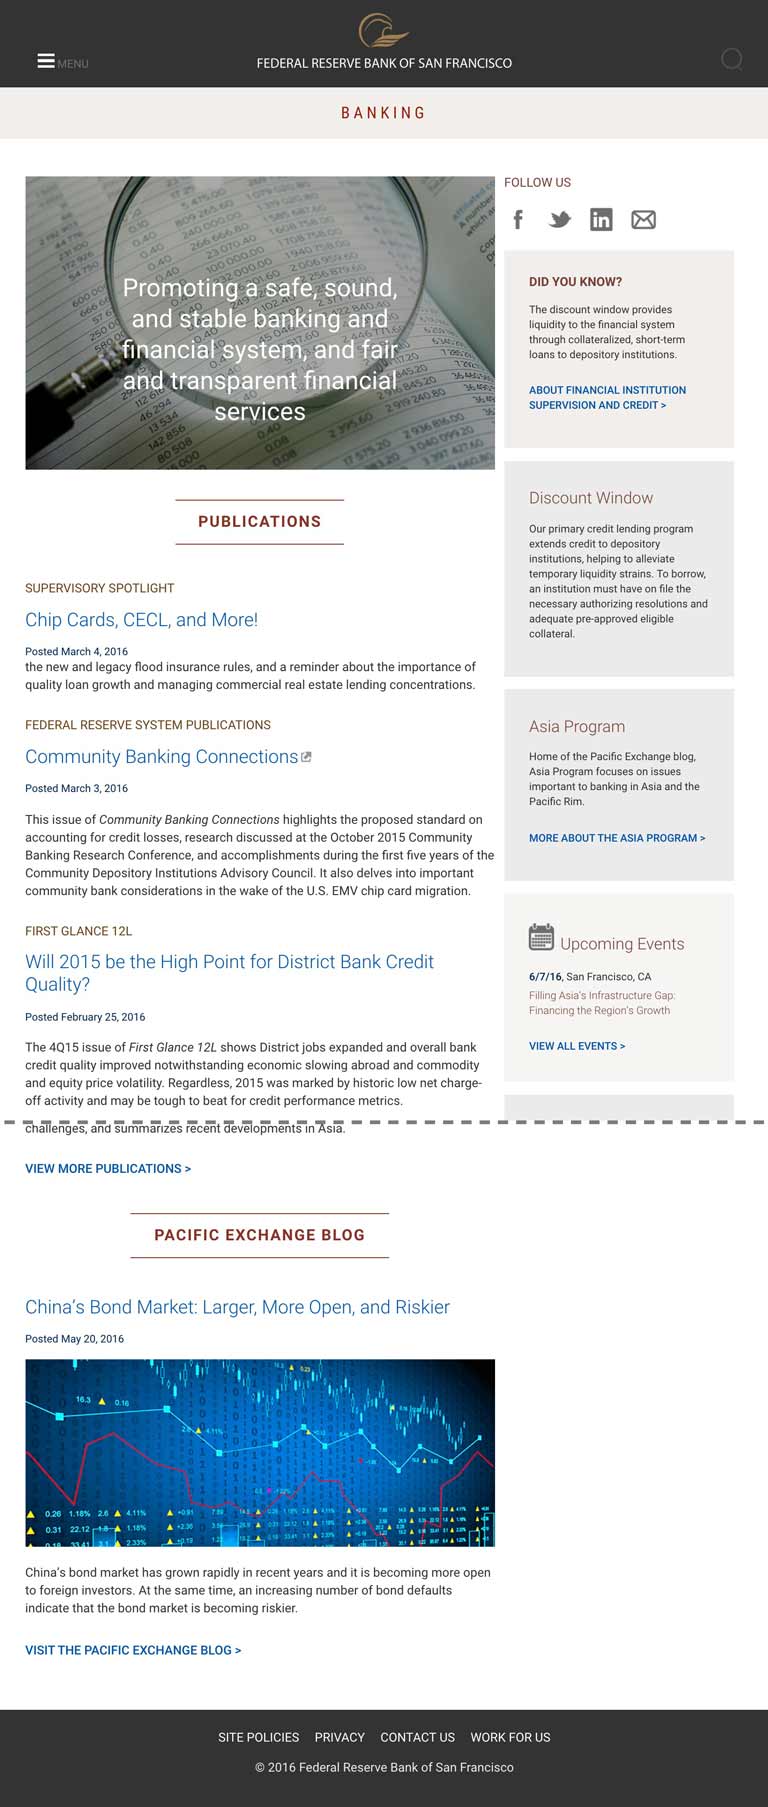 MENU
FEDERAL RESERVE BANK OF SAN FRANCISCO
BANKING
Promoting a safe, sound,
and stable banking and
financial system, and fair
and transparent financial
services
PUBLICATIONS
SUPERVISORY SPOTLIGHT
Chip Cards, CECL, and More!
Posted March 4, 2016
the new and legacy flood insurance rules, and a reminder about the importance of
quality loan growth and managing commercial real estate lending concentrations.
FEDERAL RESERVE SYSTEM PUBLICATIONS
Community Banking Connections
Posted March 3, 2016
This issue of Community Banking Connections highlights the proposed standard on
accounting for credit losses, research discussed at the October 2015 Community
Banking Research Conference, and accomplishments during the first five years of the
Community Depository Institutions Advisory Council. It also delves into important
community bank considerations in the wake of the U.S. EMV chip card migration.
FIRST GLANCE 12L
Will 2015 be the High Point for District Bank Credit
Quality?
Posted February 25, 2016
The 4Q15 issue of First Glance 12L shows District jobs expanded and overall bank
credit quality improved notwithstanding economic slowing abroad and commodity
and equity price volatility. Regardless, 2015 was marked by historic low net charge-
off activity and may be tough to beat for credit performance metrics.
challenges, and summarizes recent developments in Asia.
VIEW MORE PUBLICATIONS >
FOLLOW US
DID YOU KNOW?
The discount window provides
liquidity to the financial system
through collateralized, short-term
loans to depository institutions.
ABOUT FINANCIAL INSTITUTION
SUPERVISION AND CREDIT >
Discount Window
Our primary credit lending program
extends credit to depository
institutions, helping to alleviate
temporary liquidity strains. To borrow,
an institution must have on file the
necessary authorizing resolutions and
adequate pre-approved eligible
collateral.
Asia Program
Home of the Pacific Exchange blog,
Asia Program focuses on issues
important to banking in Asia and the
Pacific Rim.
MORE ABOUT THE ASIA PROGRAM >
Upcoming Events
6/7/16, San Francisco, CA
Filling Asia's Infrastructure Gap:
Financing the Region's Growth
VIEW ALL EVENTS >
PACIFIC EXCHANGE BLOG
China's Bond Market: Larger, More Open, and Riskier
Posted May 20, 2016
16.3 0.16
0.26 1.18% 2.6 4.11%
0.31 22.12 1.8 1.18%
China's bond market has grown rapidly in recent years and it is becoming more open
to foreign investors. At the same time, an increasing number of bond defaults
indicate that the bond market is becoming riskier.
VISIT THE PACIFIC EXCHANGE BLOG >
SITE POLICIES PRIVACY CONTACT US WORK FOR US
© 2016 Federal Reserve Bank of San Francisco